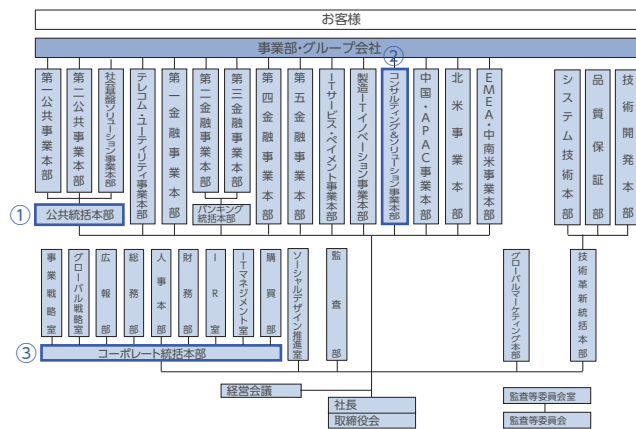 お客様
事業部・グループ会社
②
第一公共事業本部
第二公共事業本部
社会基盤ソリューション事業本部
テレコム・ユーティリティ事業本部
第一金融事業本部
第二金融事業本部
第三金融事業本部
第四金融事業本部
第五金融事業本部
ITサービス・ペイメント事業本部
製造ITイノベーション事業本部
コンサルティング&ソリューション事業本部
中国・APAC事業本部
北米事業本部
EMEA・中南米事業本部
システム技術本部
品質保証部
技術開発本部
①
公共統括本部
バンキング
統括本部
事業戦略室
グローバル戦略室
広報部
総務部
人事本部
財務部
IR室
ITマネジメント室
購買部
ソーシャルデザイン推進室
監査部
グローバルマーケティング本部
技術革新統括本部
③
コーポレート統括本部
経営会議
社長
取締役会
監査等委員会室
監査等委員会